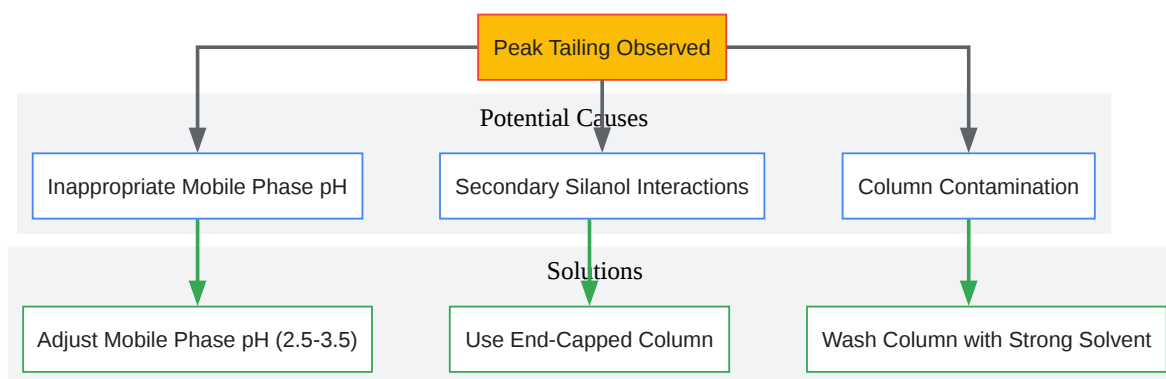 Peak Tailing Observed
Potential Causes
Inappropriate Mobile Phase pH
Secondary Silanol Interactions
Column Contamination
Solutions
Adjust Mobile Phase pH (2.5-3.5)
Use End-Capped Column
Wash Column with Strong Solvent